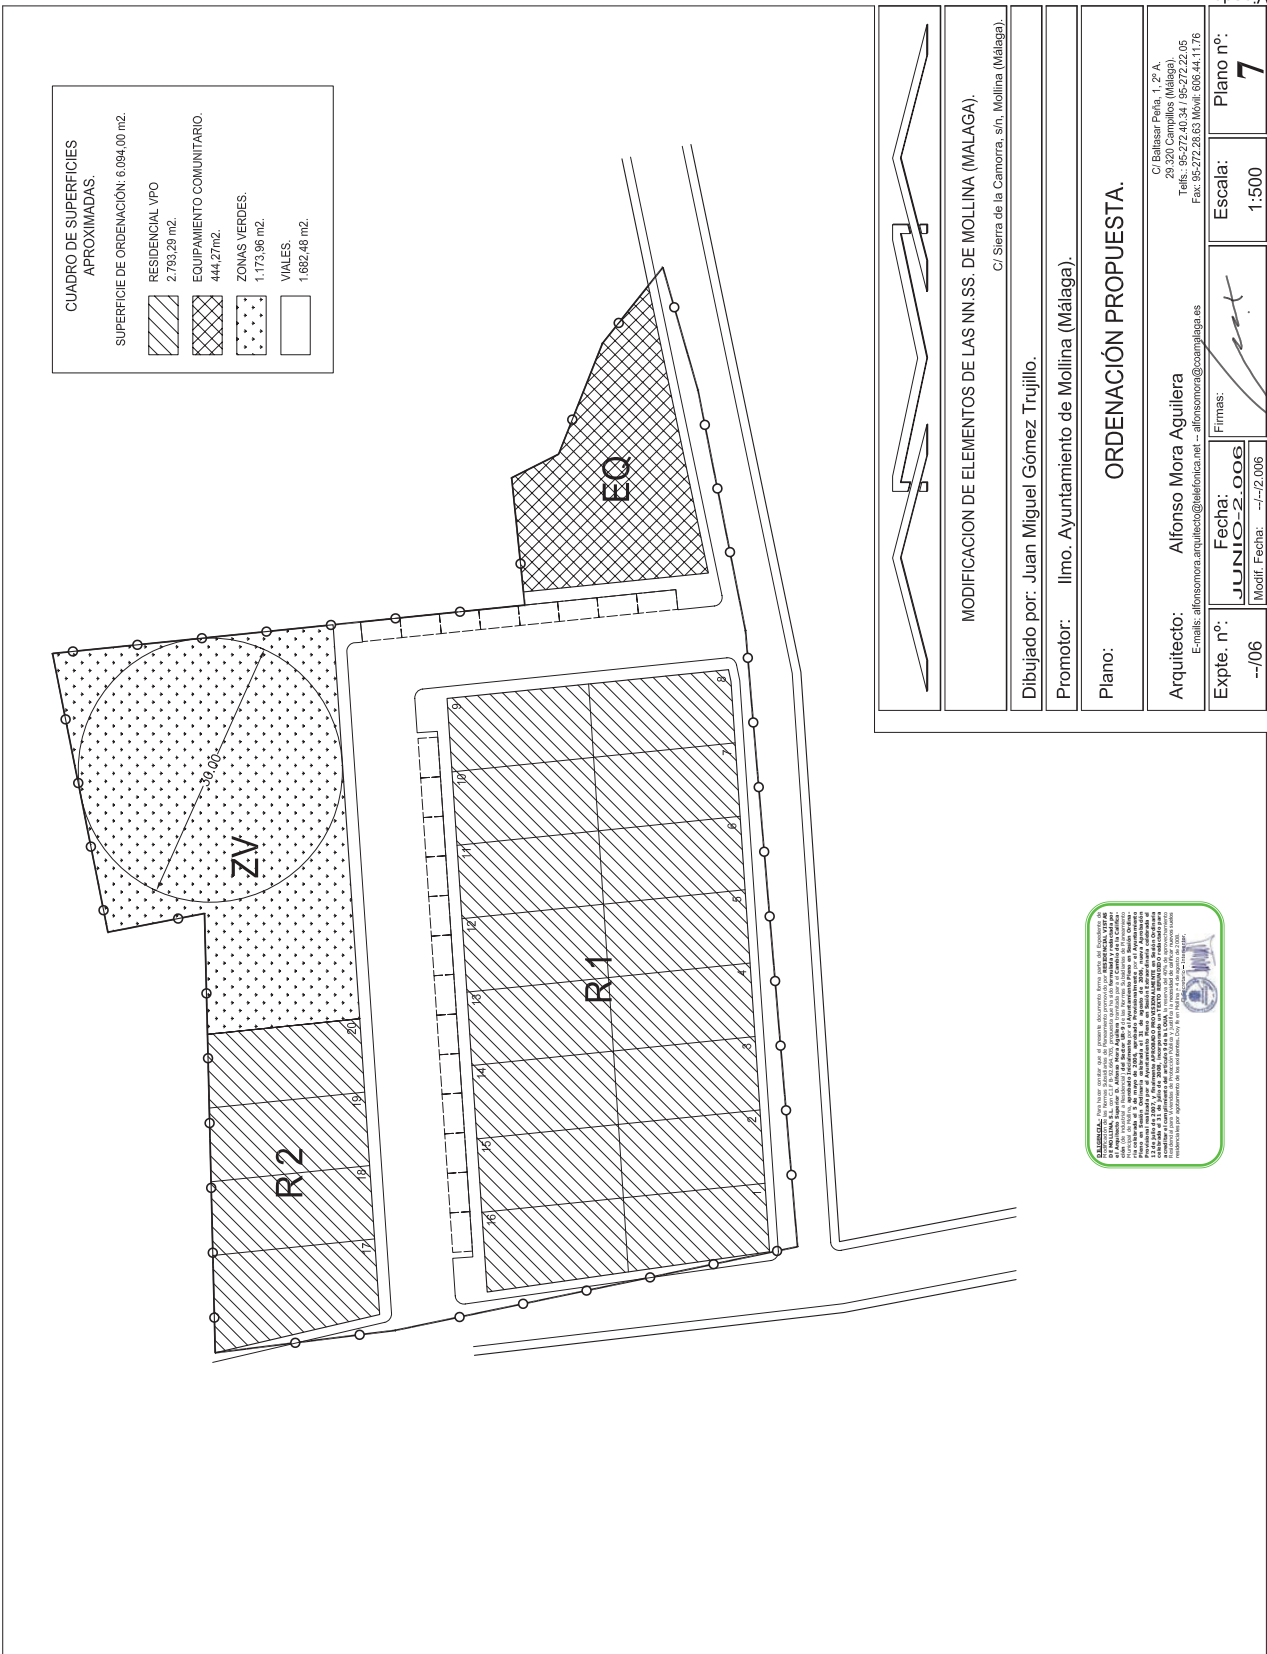 CUADRO DE SUPERFICIES
APROXIMADAS.
SUPERFICIE DE ORDENACIÓN: 6.094,00 m2.
RESIDENCIAL VPO
2.793,29 m2.
EQUIPAMIENTO COMUNITARIO.
444,27m2.
ZONAS VERDES.
1.173,96 m2.
VIALES.
1.682,48 m2.
ZV
30.00
EQ
R 2
17
18
19
20
R 1
16
15
14
13
12
11
10
9
1
2
3
4
5
6
7
8
MODIFICACION DE ELEMENTOS DE LAS NN.SS. DE MOLLINA (MALAGA).
C/ Sierra de la Camorra, s/n, Mollina (Málaga).
Dibujado por: Juan Miguel Gómez Trujillo.
Promotor: Ilmo. Ayuntamiento de Mollina (Málaga).
Plano: ORDENACIÓN PROPUESTA.
Arquitecto: Alfonso Mora Aguilera
E-mails: alfonsomora.arquitecto@telefonica.net -- alfonsomora@coamalaga.es
C/ Baltasar Peña, 1, 2º A.
29.320 Campillos (Málaga).
Telfs.: 95-272.40.34 / 95-272.22.05
Fax: 95-272.28.63 Móvil: 606.44.11.76
Expte. nº:
--/06
Fecha:
JUNIO-2.006
Modif. Fecha: --/--/2.006
Firmas:
Escala:
1:500
Plano nº:
7